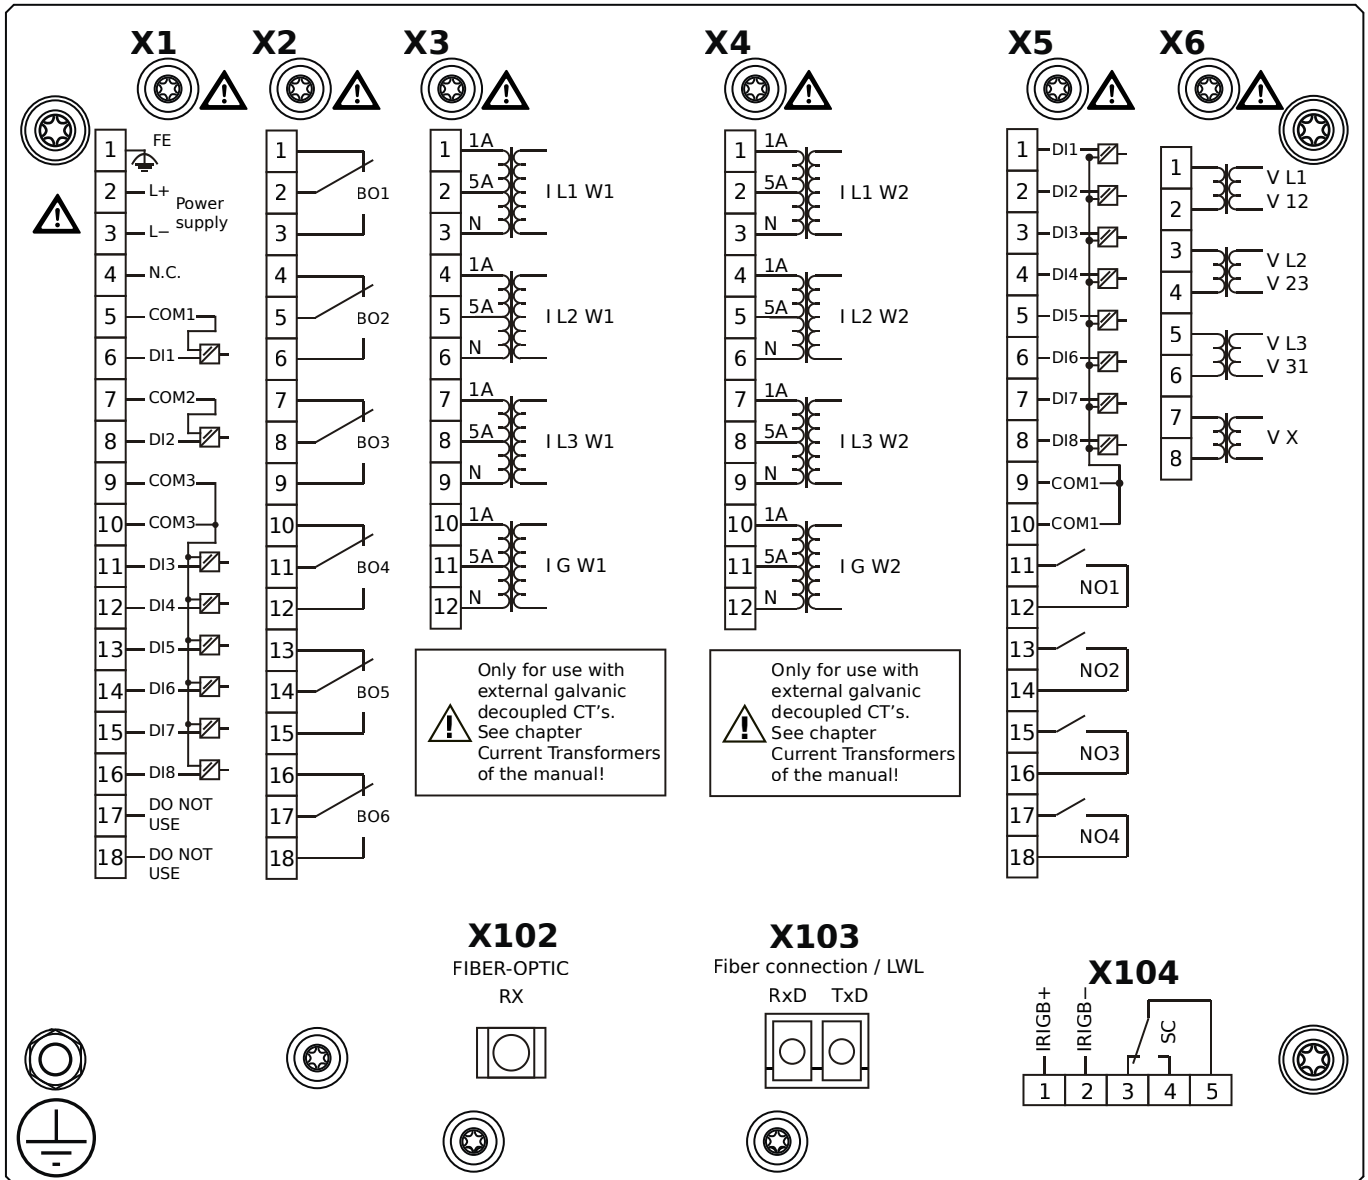 X1 X2 X3 X4 X5 X6
1 FE
2 L+
Power
supply
3 L−
4 N.C.
5 COM1
6 DI1
7 COM2
8 DI2
9 COM3
10 COM3
11 DI3
12 DI4
13 DI5
14 DI6
15 DI7
16 DI8
17 DO NOT
USE
18 DO NOT
USE
1
2 BO1
3
4
5 BO2
6
7
8 BO3
9
10
11 BO4
12
13
14 BO5
15
16
17 BO6
18
1 1A
2 5A I L1 W1
3 N
4 1A
5 5A I L2 W1
6 N
7 1A
8 5A I L3 W1
9 N
10 1A
11 5A I G W1
12 N
Only for use with
external galvanic
decoupled CT's.
See chapter
Current Transformers
of the manual!
1 1A
2 5A I L1 W2
3 N
4 1A
5 5A I L2 W2
6 N
7 1A
8 5A I L3 W2
9 N
10 1A
11 5A I G W2
12 N
Only for use with
external galvanic
decoupled CT's.
See chapter
Current Transformers
of the manual!
1 DI1
2 DI2
3 DI3
4 DI4
5 DI5
6 DI6
7 DI7
8 DI8
9 COM1
10 COM1
11
NO1
12
13
NO2
14
15
NO3
16
17
NO4
18
1 V L1
2 V 12
3 V L2
4 V 23
5 V L3
6 V 31
7
V X
8
X102
FIBER-OPTIC
RX
X103
Fiber connection / LWL
RxD TxD
X104
IRIGB+ IRIGB− SC
1 2 3 4 5